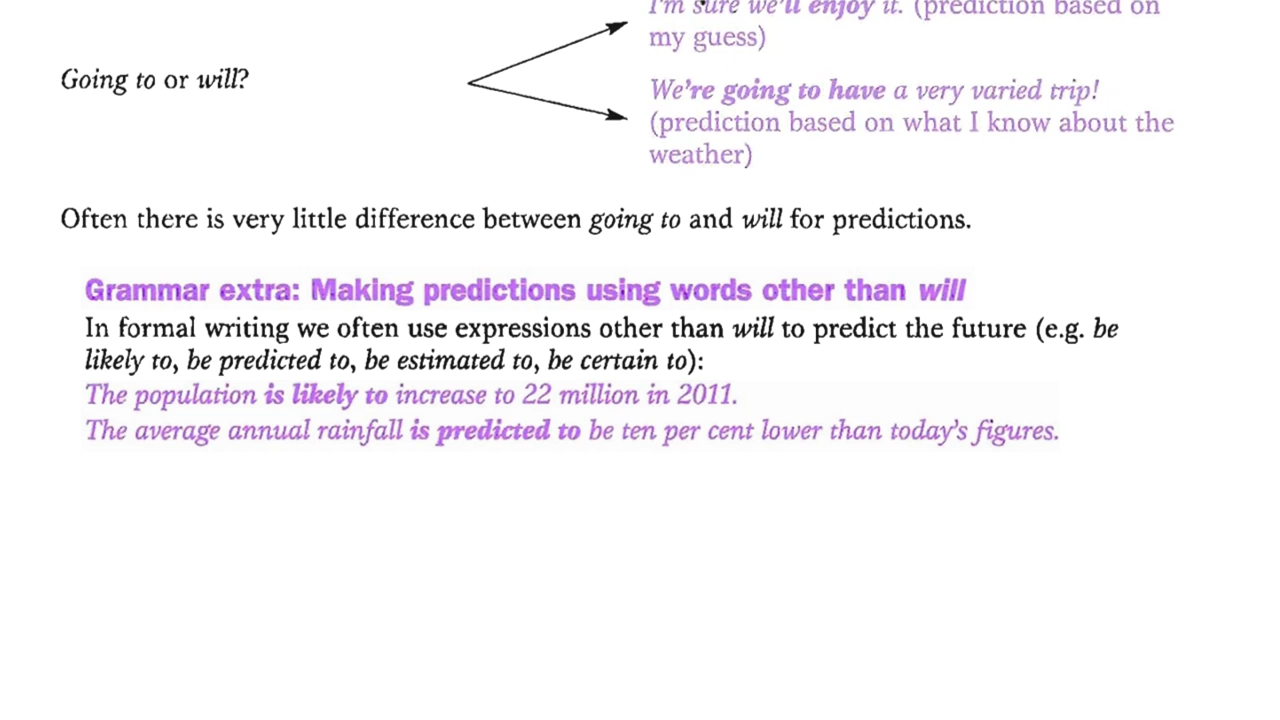 I'm sure we'll enjoy it. (prediction based on
my guess)
Going to or will?
We're going to have a very varied trip!
(prediction based on what I know about the
weather)
Often there is very little difference between going to and will for predictions.
Grammar extra: Making predictions using words other than will
In formal writing we often use expressions other than will to predict the future (e.g. be
likely to, be predicted to, be estimated to, be certain to):
The population is likely to increase to 22 million in 2011.
The average annual rainfall is predicted to be ten per cent lower than today's figures.